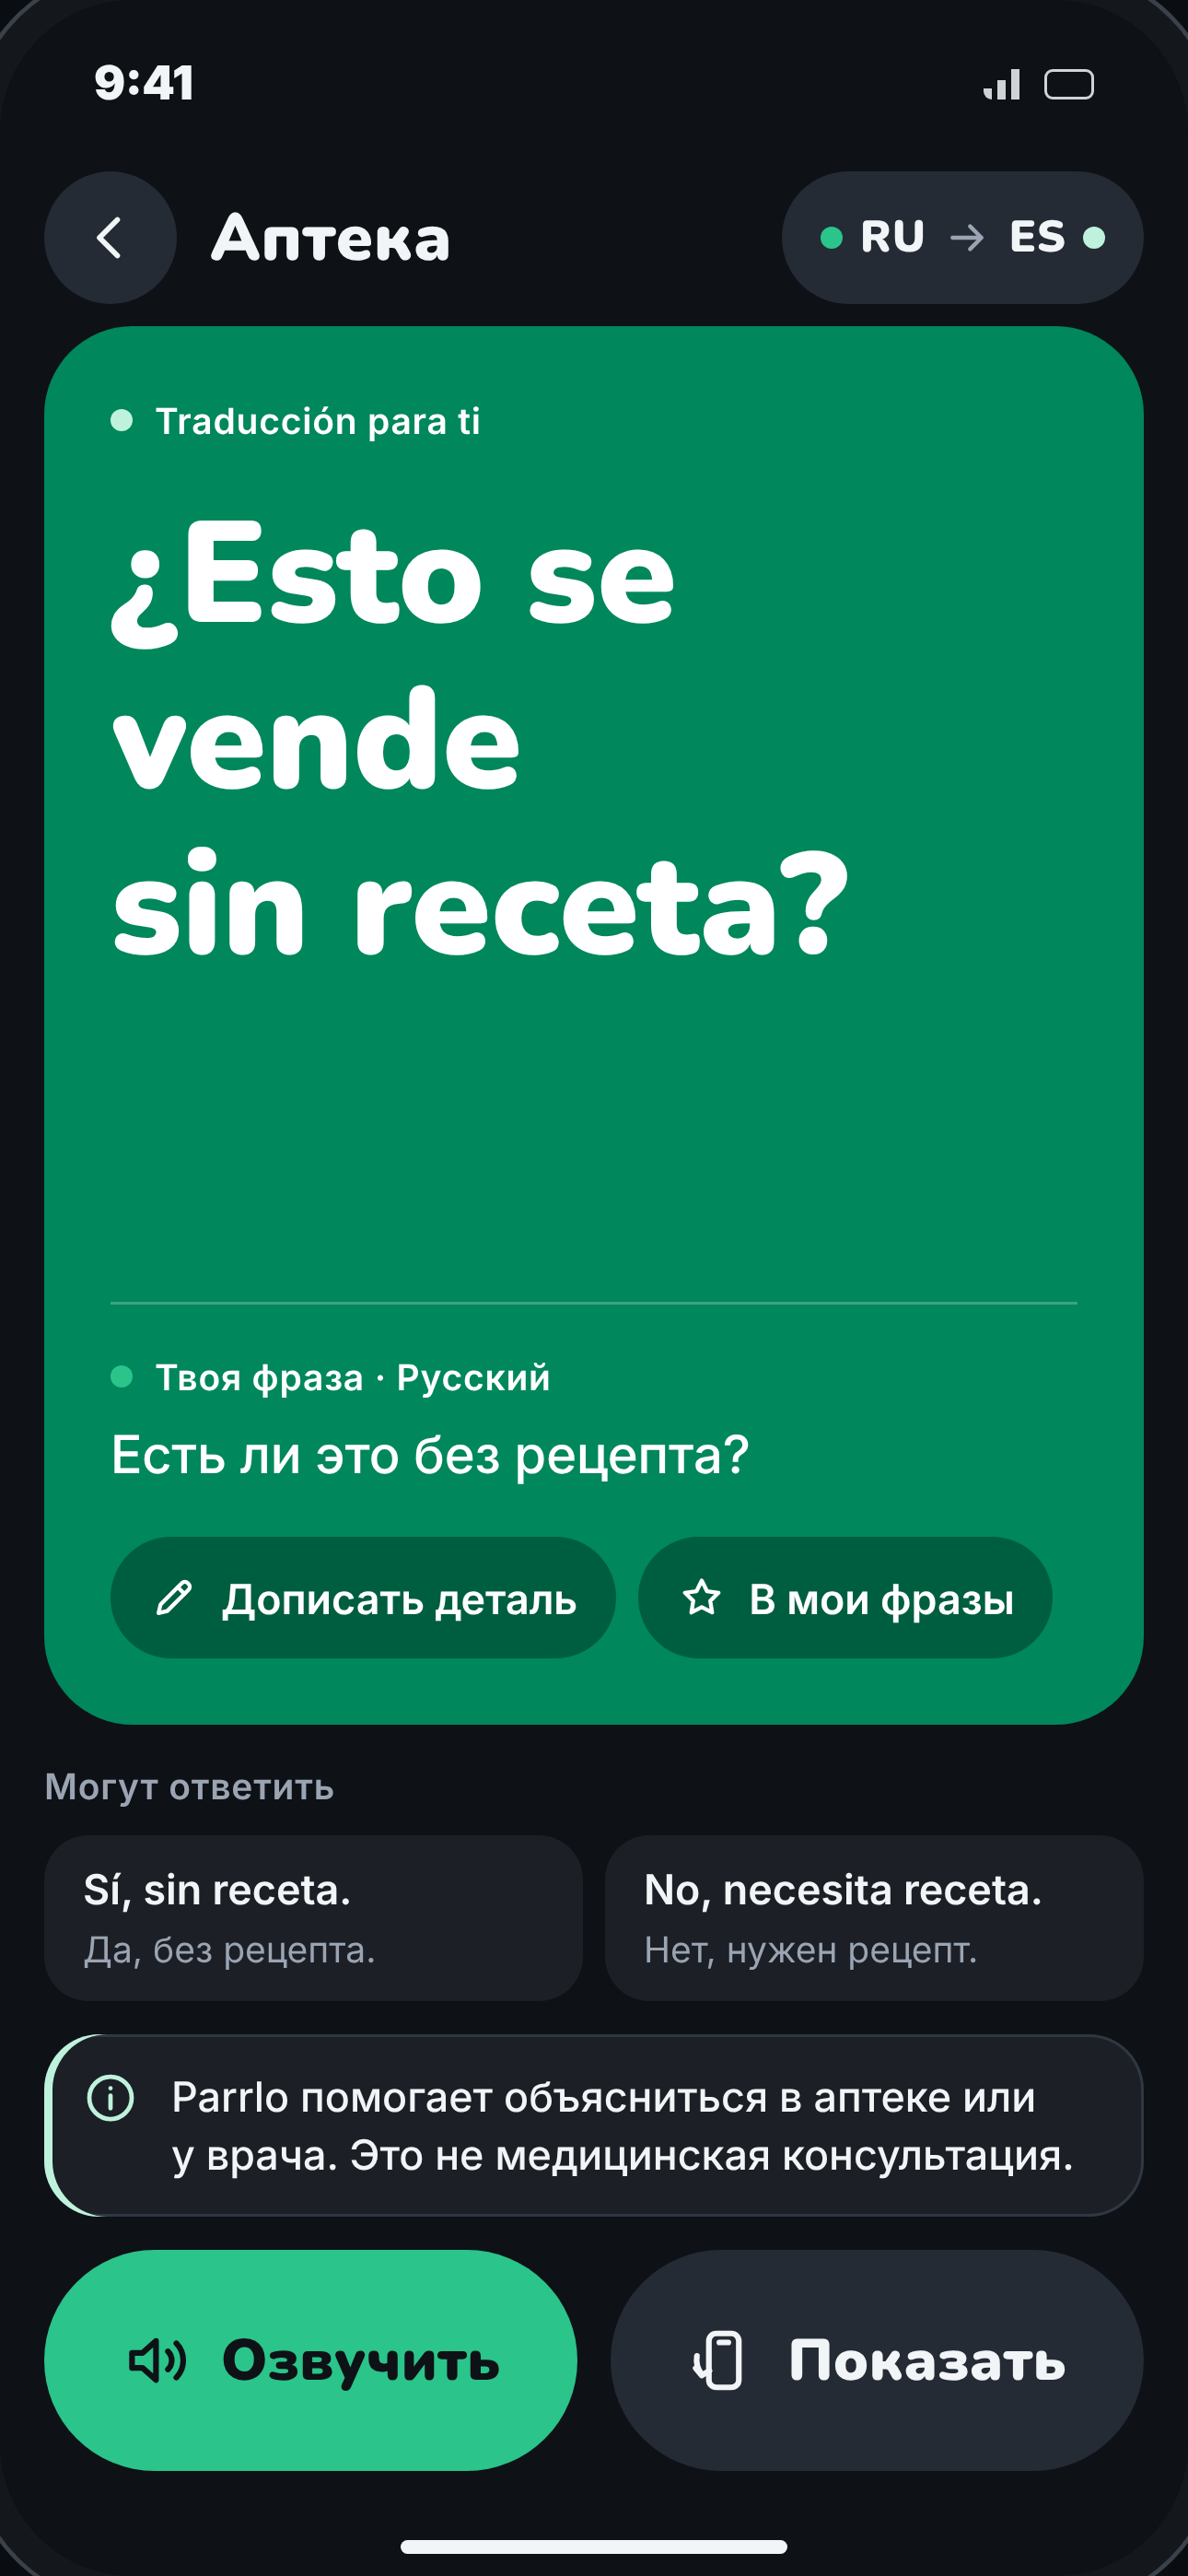 9:41
Аптека
RU → ES
Traducción para ti
¿Esto se
vende
sin receta?
Твоя фраза · Русский
Есть ли это без рецепта?
Дописать деталь
В мои фразы
Могут ответить
Sí, sin receta.
Да, без рецепта.
No, necesita receta.
Нет, нужен рецепт.
Parrlo помогает объясниться в аптеке или
у врача. Это не медицинская консультация.
Озвучить
Показать